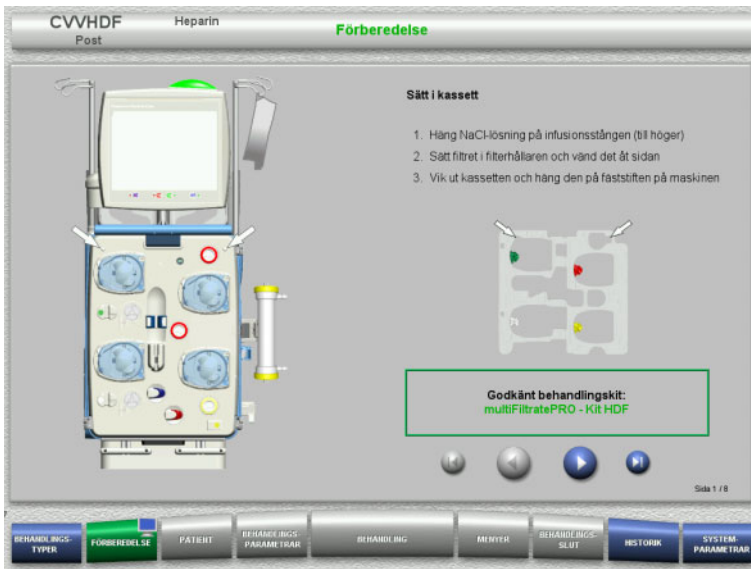 CVVHDF
Post
Heparin
Förberedelse
Sätt i kassett
1. Häng NaCl-lösning på infusionsstången (till höger)
2. Sätt filtret i filterhållaren och vänd det åt sidan
3. Vik ut kassetten och häng den på fäststiften på maskinen
Godkänt behandlingskit:
multiFiltratePRO - Kit HDF
Sida 1 / 8
BEHANDLINGS-
TYPER
FÖRBEREDELSE
PATIENT
BEHANDLINGS-
PARAMETRAR
BEHANDLING
MENYER
BEHANDLINGS-
SLUT
HISTORIK
SYSTEM-
PARAMETRAR